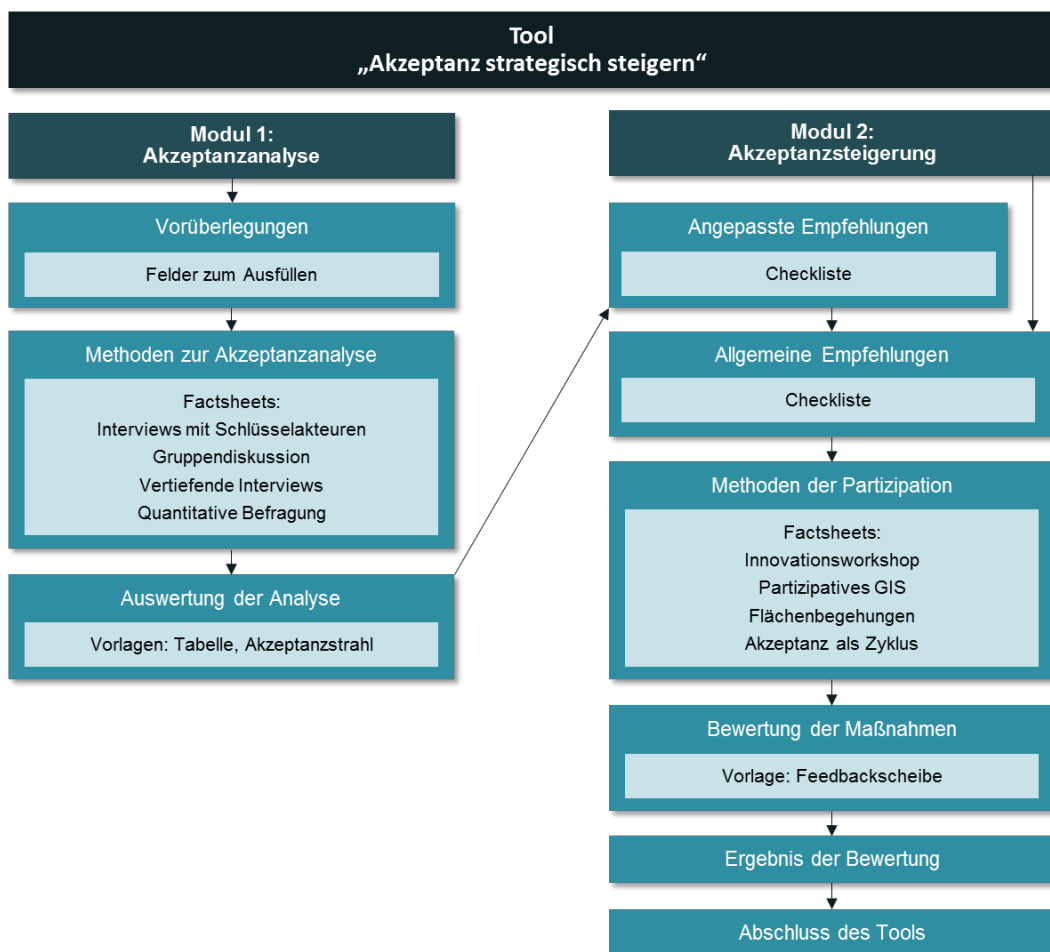 Tool
„Akzeptanz strategisch steigern“
Modul 1:
Akzeptanzanalyse
Vorüberlegungen
Felder zum Ausfüllen
Methoden zur Akzeptanzanalyse
Factsheets:
Interviews mit Schlüsselakteuren
Gruppendiskussion
Vertiefende Interviews
Quantitative Befragung
Auswertung der Analyse
Vorlagen: Tabelle, Akzeptanzstrahl
Modul 2:
Akzeptanzsteigerung
Angepasste Empfehlungen
Checkliste
Allgemeine Empfehlungen
Checkliste
Methoden der Partizipation
Factsheets:
Innovationsworkshop
Partizipatives GIS
Flächenbegehungen
Akzeptanz als Zyklus
Bewertung der Maßnahmen
Vorlage: Feedbackscheibe
Ergebnis der Bewertung
Abschluss des Tools